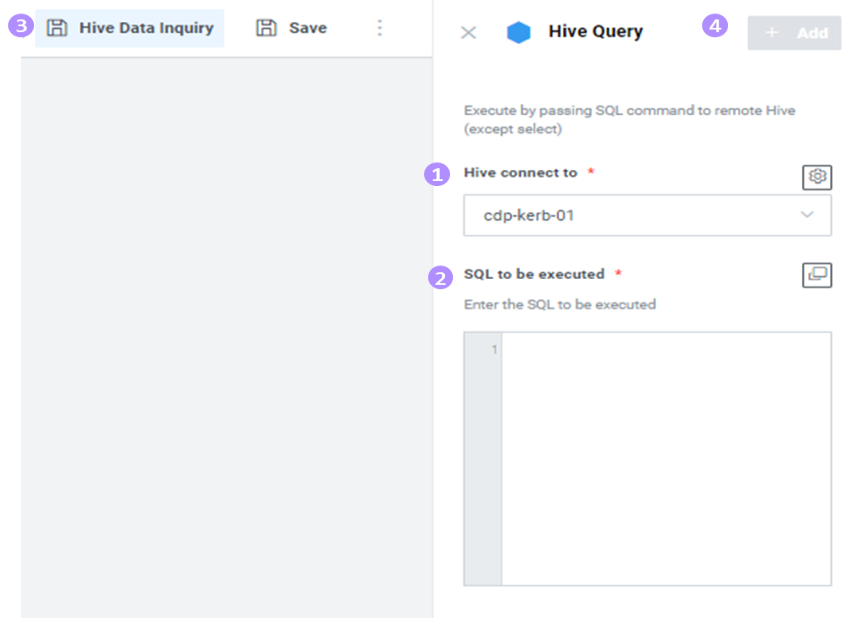 3 Hive Data Inquiry Save
Hive Query 4 + Add
Execute by passing SQL command to remote Hive
(except select)
1 Hive connect to *
cdp-kerb-01
2 SQL to be executed *
Enter the SQL to be executed
1